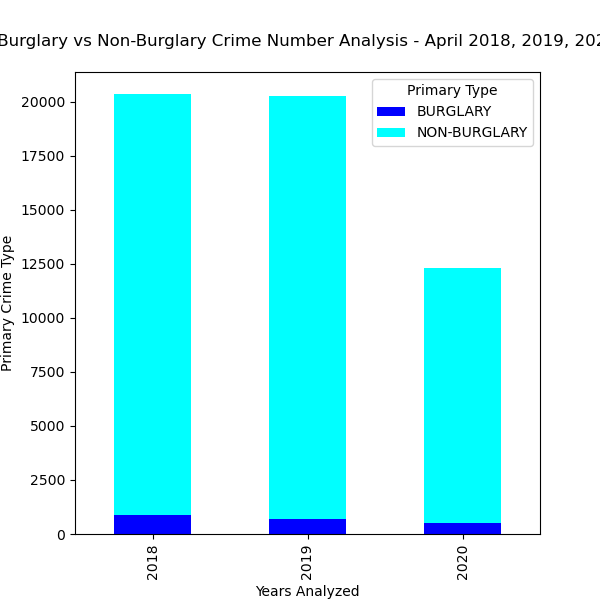 Burglary vs Non-Burglary Crime Number Analysis - April 2018, 2019, 202
Primary Type
BURGLARY
NON-BURGLARY
20000
17500
15000
12500
10000
7500
5000
2500
0
Primary Crime Type
2018
2019
2020
Years Analyzed